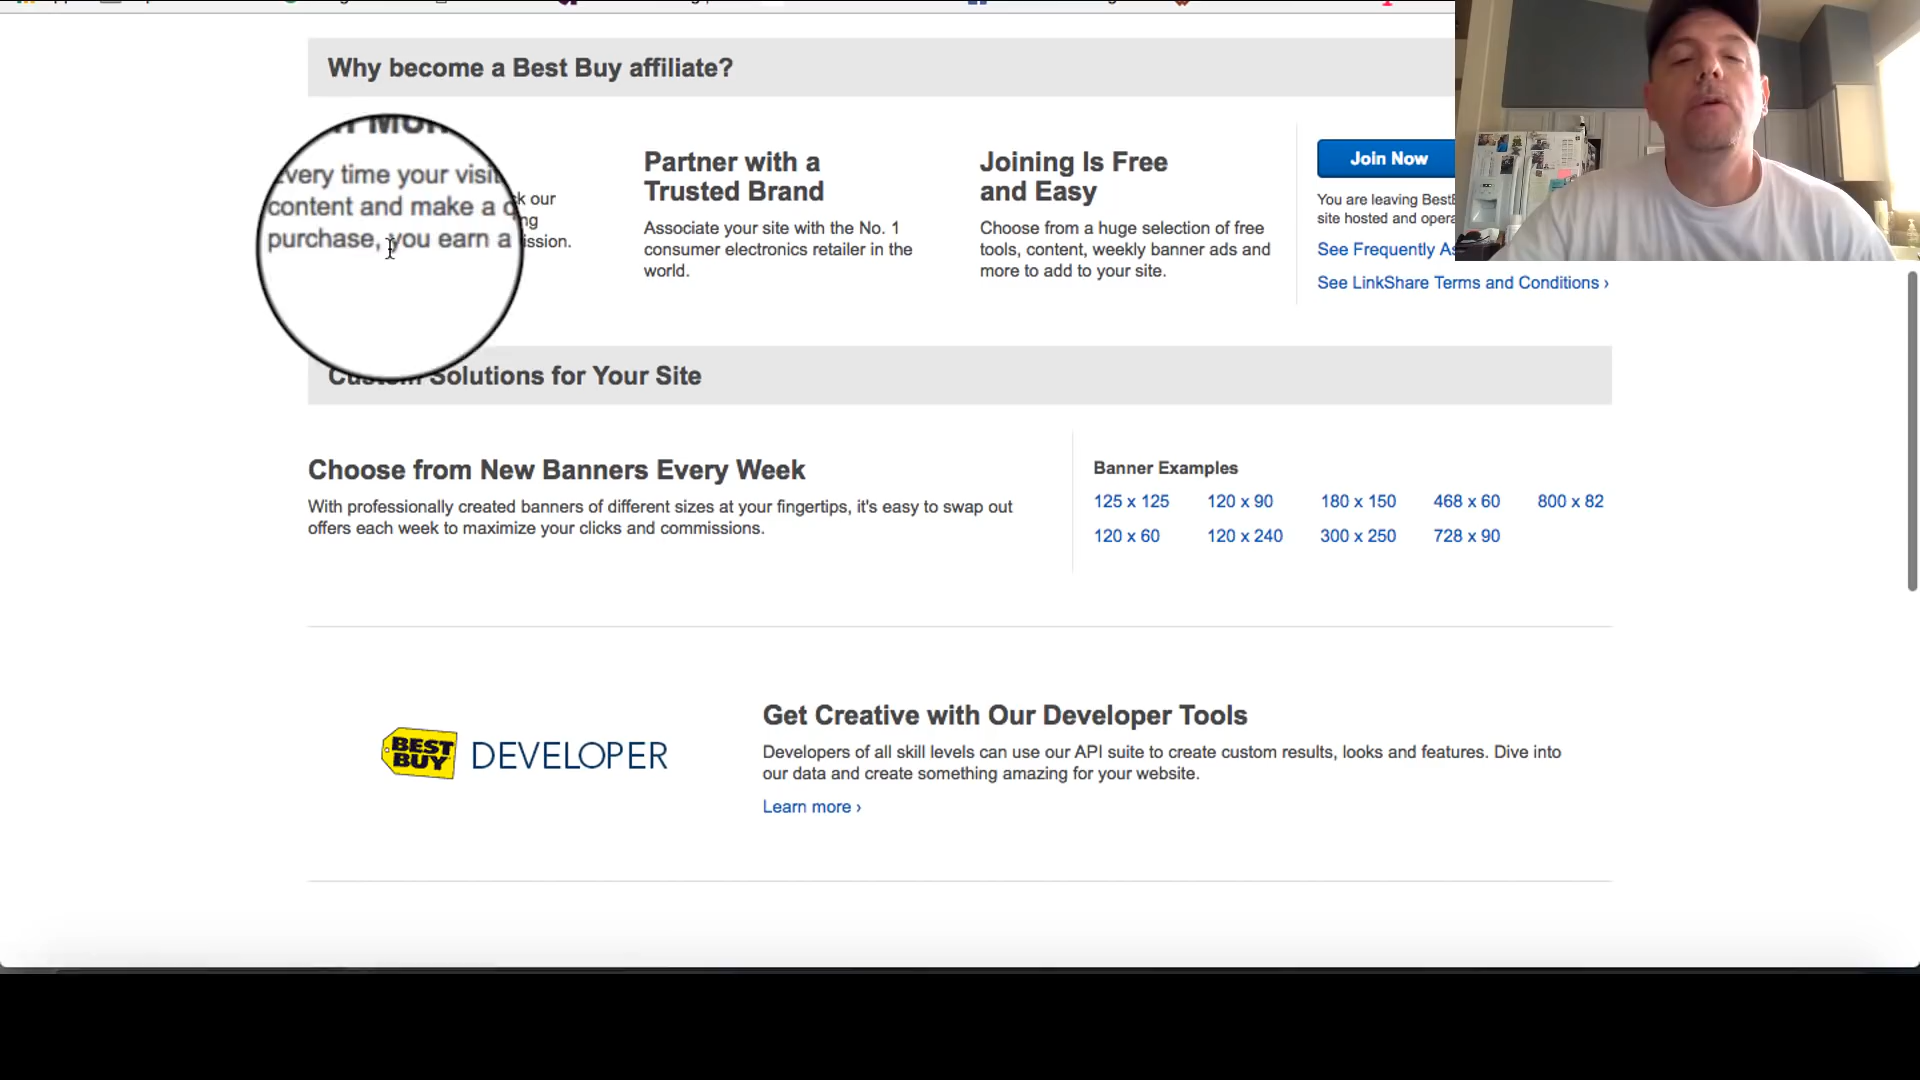 Why become a Best Buy affiliate?
very time your visit
content and make a
purchase, you earn a
k our
ng
ission.
Partner with a
Trusted Brand
Associate your site with the No. 1
consumer electronics retailer in the
world.
Joining Is Free
and Easy
Choose from a huge selection of free
tools, content, weekly banner ads and
more to add to your site.
Join Now
You are leaving Best
site hosted and opera
See Frequently As
See LinkShare Terms and Conditions ›
Solutions for Your Site
Choose from New Banners Every Week
With professionally created banners of different sizes at your fingertips, it's easy to swap out
offers each week to maximize your clicks and commissions.
Banner Examples
125 x 125 120 x 90 180 x 150 468 x 60 800 x 82
120 x 60 120 x 240 300 x 250 728 x 90
BEST
BUY
DEVELOPER
Get Creative with Our Developer Tools
Developers of all skill levels can use our API suite to create custom results, looks and features. Dive into
our data and create something amazing for your website.
Learn more ›